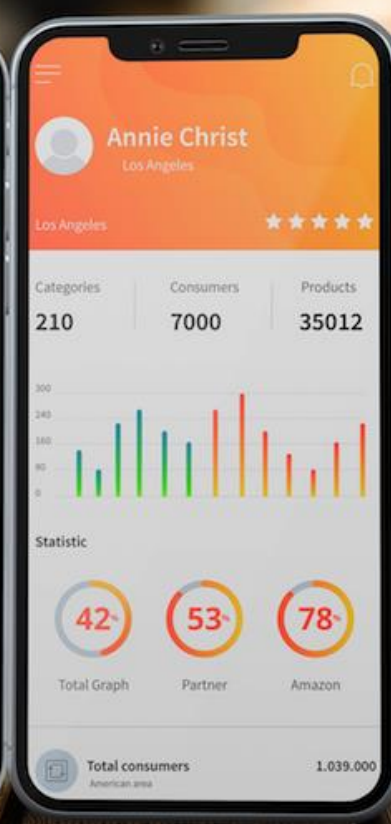 Annie Christ
Los Angeles
Los Angeles
Categories Consumers Products
210 7000 35012
300
240
160
80
0
Statistic
42% 53% 78%
Total Graph Partner Amazon
Total consumers 1.039.000
American area